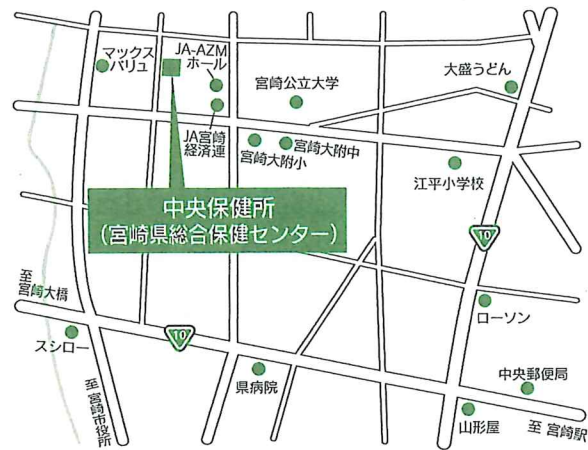 マックス
バリュ
JA-AZM
ホール
宮崎公立大学
大盛うどん
JA宮崎
経済連
宮崎大附小
宮崎大附中
江平小学校
中央保健所
(宮崎県総合保健センター)
10
至
宮崎大橋
ローソン
スシロー
10
県病院
中央郵便局
至 宮崎市役所
山形屋
至 宮崎駅